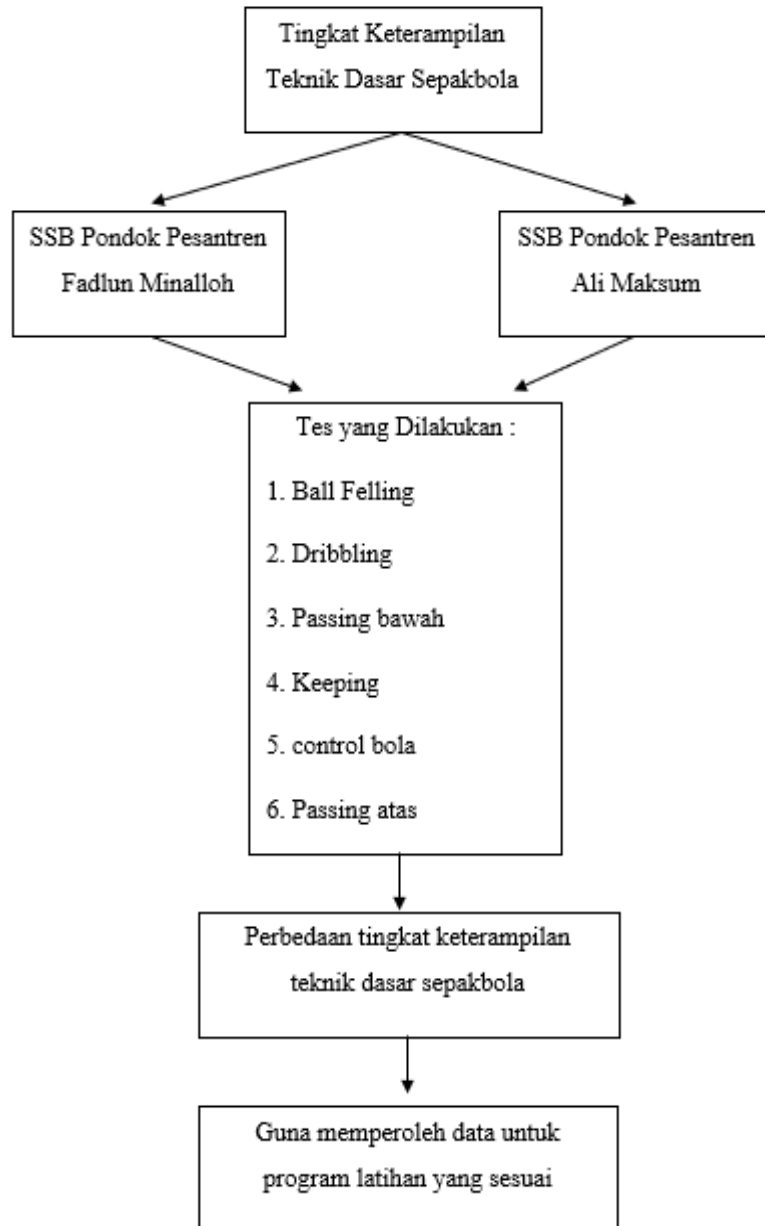 Tingkat Keterampilan
Teknik Dasar Sepakbola
SSB Pondok Pesantren
Fadlun Minalloh
SSB Pondok Pesantren
Ali Maksum
Tes yang Dilakukan :
1. Ball Felling
2. Dribbling
3. Passing bawah
4. Keeping
5. control bola
6. Passing atas
Perbedaan tingkat keterampilan
teknik dasar sepakbola
Guna memperoleh data untuk
program latihan yang sesuai